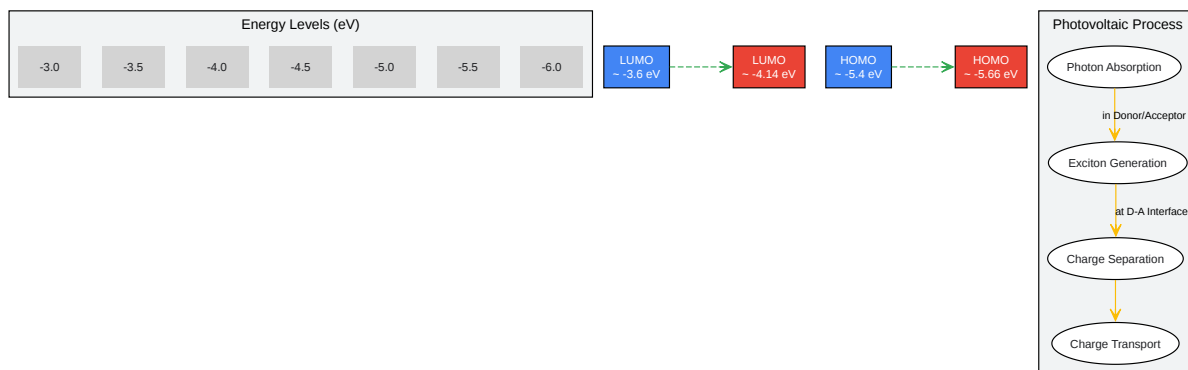 Energy Levels (eV)
-3.0
-3.5
-4.0
-4.5
-5.0
-5.5
-6.0
LUMO
~ -3.6 eV
LUMO
~ -4.14 eV
HOMO
~ -5.4 eV
HOMO
~ -5.66 eV
Photovoltaic Process
Photon Absorption
in Donor/Acceptor
Exciton Generation
at D-A Interface
Charge Separation
Charge Transport